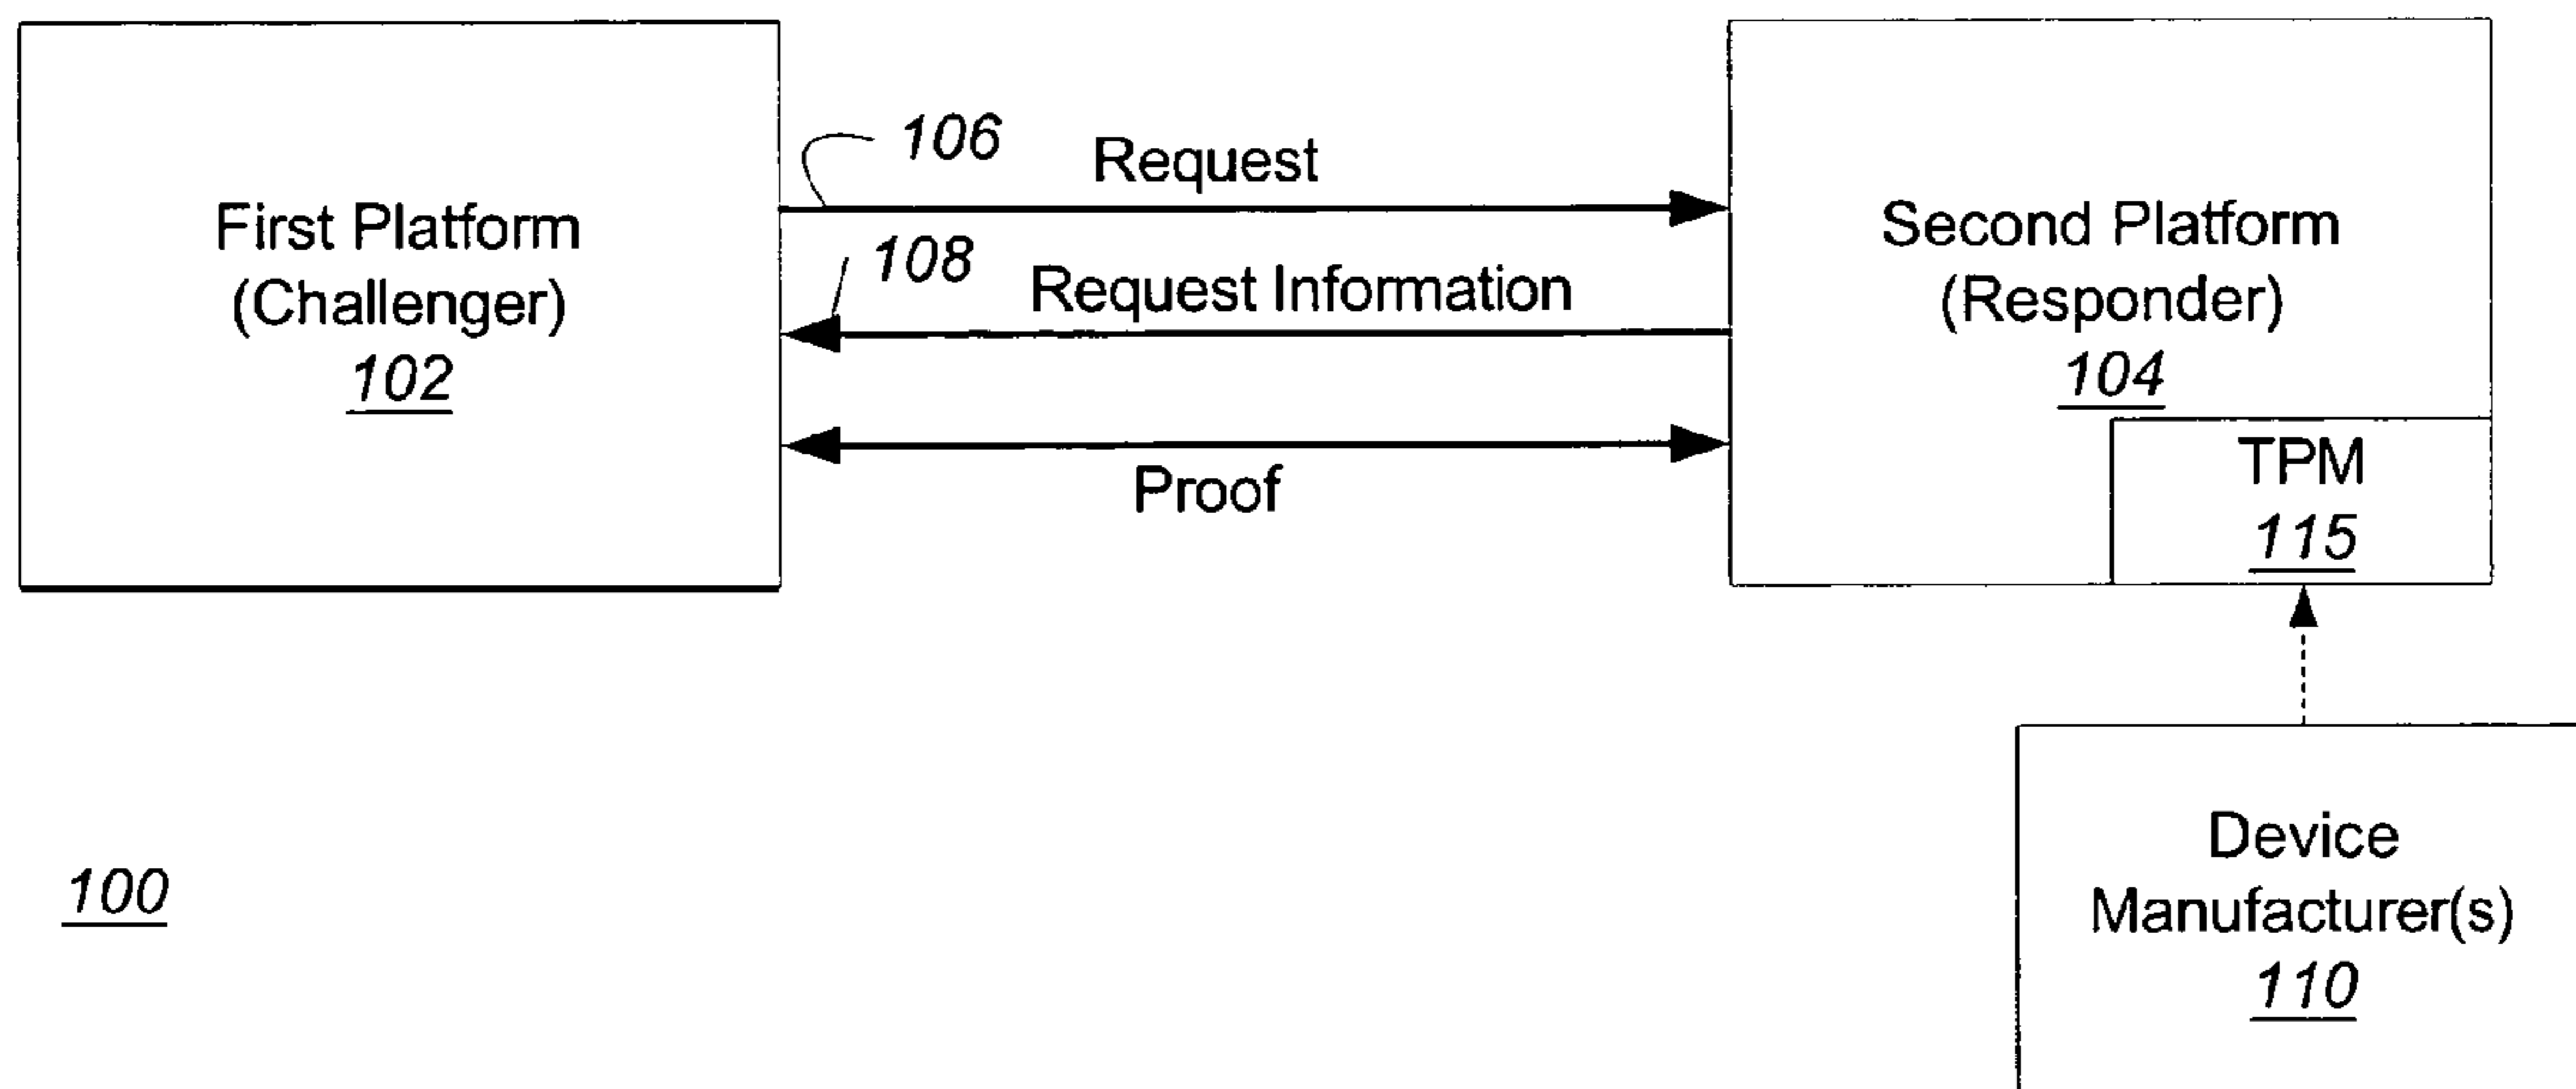 First Platform
(Challenger)
102
106
Request
108
Request Information
Proof
Second Platform
(Responder)
104
TPM
115
Device
Manufacturer(s)
110
100